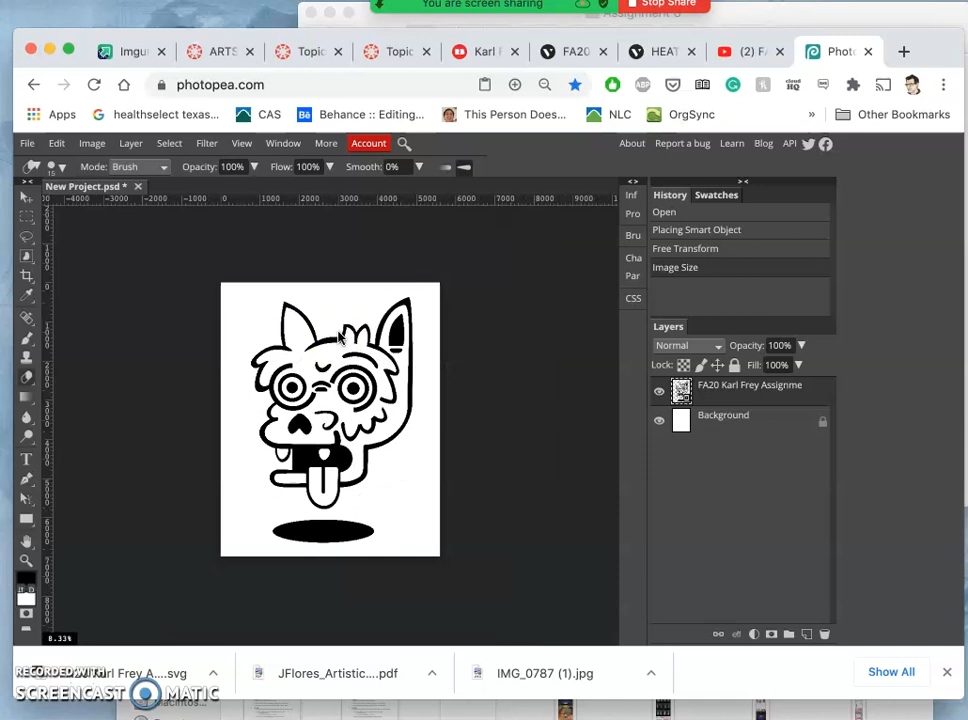 You are screen sharing
Stop Share
Assignment 6
Imgu
ARTS
Topic
Topic
Karl F
FA20
HEAT
(2) FA
Photo
photopea.com
Apps
healthselect texas...
CAS
Behance :: Editing...
This Person Does...
NLC
OrgSync
»
Other Bookmarks
File Edit Image Layer Select Filter View Window More Account
About Report a bug Learn Blog API
15 Mode: Brush Opacity: 100% Flow: 100% Smooth: 0%
New Project.psd *
-4000 -3000 -2000 -1000 0 1000 2000 3000 4000 5000 6000 7000 8000 9000
Inf
Pro
Bru
Cha
Par
CSS
History Swatches
Open
Placing Smart Object
Free Transform
Image Size
Layers
Normal Opacity: 100%
Lock: Fill: 100%
FA20 Karl Frey Assignme
Background
8.33%
RECORDED WITH
SCREENCAST MATIC
Karl Frey A....svg
JFlores_Artistic....pdf
IMG_0787 (1).jpg
Show All